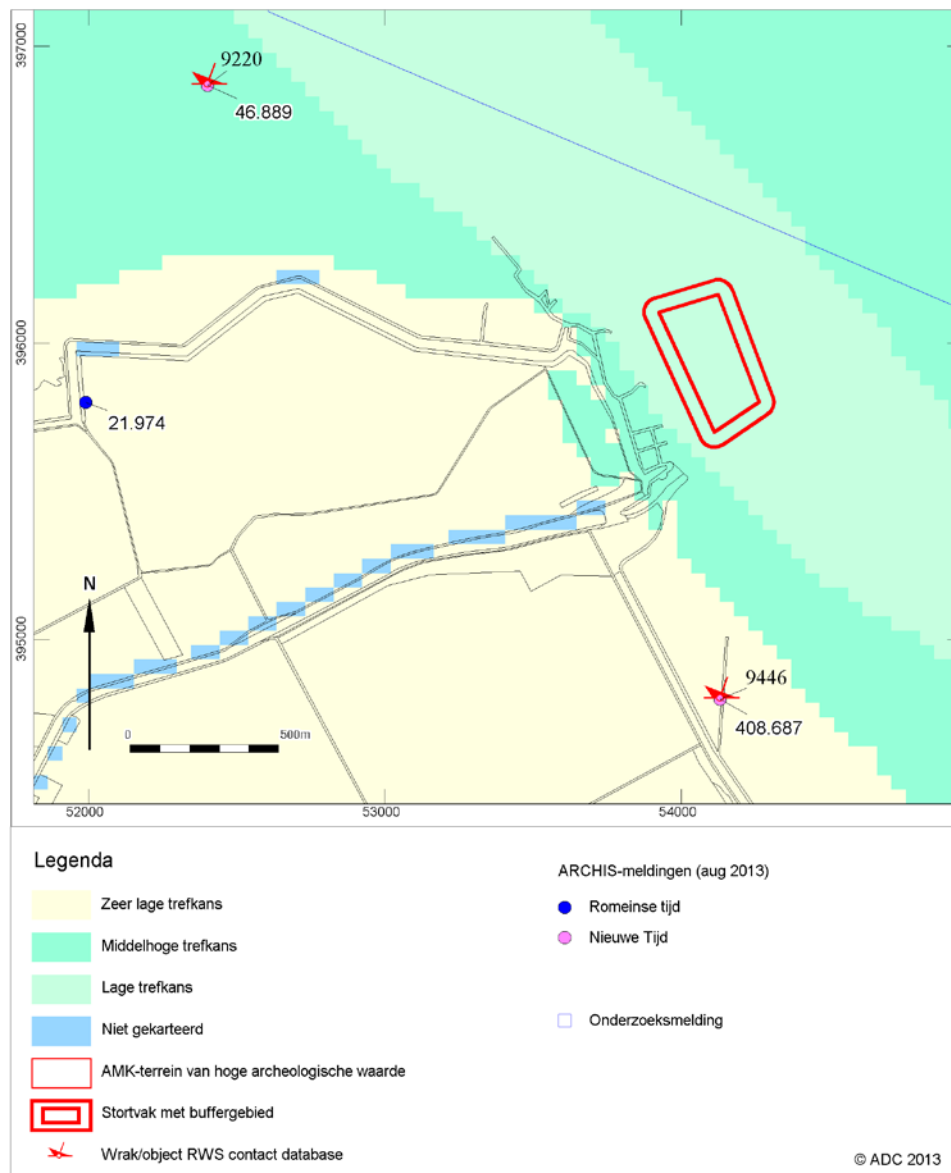 397000
9220
46.889
396000
21.974
395000
N
0
500m
9446
408.687
52000
53000
54000
Legenda
Zeer lage trefkans
Middelhoge trefkans
Lage trefkans
Niet gekarteerd
AMK-terrein van hoge archeologische waarde
Stortvak met buffergebied
Wrak/object RWS contact database
ARCHIS-meldingen (aug 2013)
Romeinse tijd
Nieuwe Tijd
Onderzoeksmelding
© ADC 2013